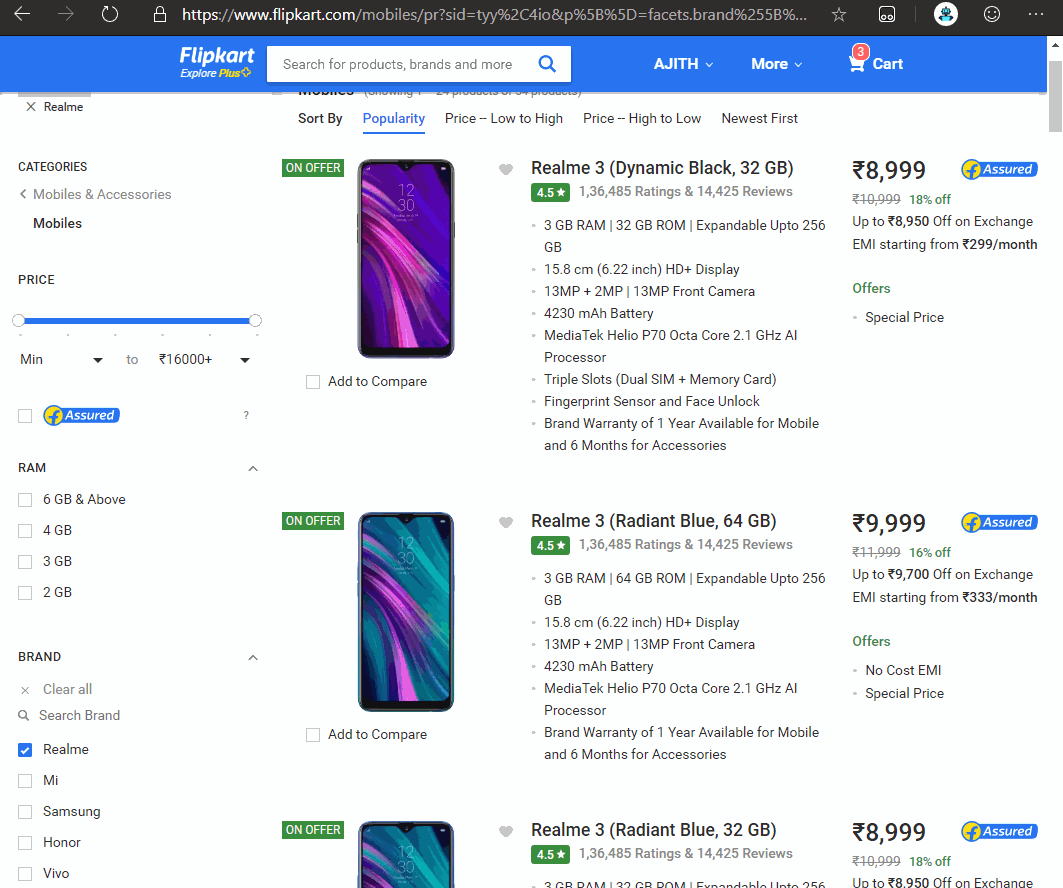 https://www.flipkart.com/mobiles/pr?sid=tyy%2C4io&p%5B%5D=facets.brand%255B%...
Flipkart
Explore Plus
Search for products, brands and more
AJITH
More
3
Cart
Realme
CATEGORIES
Mobiles & Accessories
Mobiles
PRICE
Min
to
₹16000+
Assured
?
RAM
6 GB & Above
4 GB
3 GB
2 GB
BRAND
Clear all
Search Brand
Realme
Mi
Samsung
Honor
Vivo
Mobiles (Showing 1 – 24 products of 54 products)
Sort By Popularity Price -- Low to High Price -- High to Low Newest First
ON OFFER
12
30
Add to Compare
Realme 3 (Dynamic Black, 32 GB)
4.5 ★ 1,36,485 Ratings & 14,425 Reviews
3 GB RAM | 32 GB ROM | Expandable Upto 256
GB
15.8 cm (6.22 inch) HD+ Display
13MP + 2MP | 13MP Front Camera
4230 mAh Battery
MediaTek Helio P70 Octa Core 2.1 GHz AI
Processor
Triple Slots (Dual SIM + Memory Card)
Fingerprint Sensor and Face Unlock
Brand Warranty of 1 Year Available for Mobile
and 6 Months for Accessories
₹8,999
Assured
₹10,999 18% off
Up to ₹8,950 Off on Exchange
EMI starting from ₹299/month
Offers
Special Price
ON OFFER
12
30
Add to Compare
Realme 3 (Radiant Blue, 64 GB)
4.5 ★ 1,36,485 Ratings & 14,425 Reviews
3 GB RAM | 64 GB ROM | Expandable Upto 256
GB
15.8 cm (6.22 inch) HD+ Display
13MP + 2MP | 13MP Front Camera
4230 mAh Battery
MediaTek Helio P70 Octa Core 2.1 GHz AI
Processor
Brand Warranty of 1 Year Available for Mobile
and 6 Months for Accessories
₹9,999
Assured
₹11,999 16% off
Up to ₹9,700 Off on Exchange
EMI starting from ₹333/month
Offers
No Cost EMI
Special Price
ON OFFER
12
30
Realme 3 (Radiant Blue, 32 GB)
4.5 ★ 1,36,485 Ratings & 14,425 Reviews
3 GB RAM | 32 GB ROM | Expandable Upto 256
₹8,999
Assured
₹10,999 18% off
Up to ₹8,950 Off on Exchange